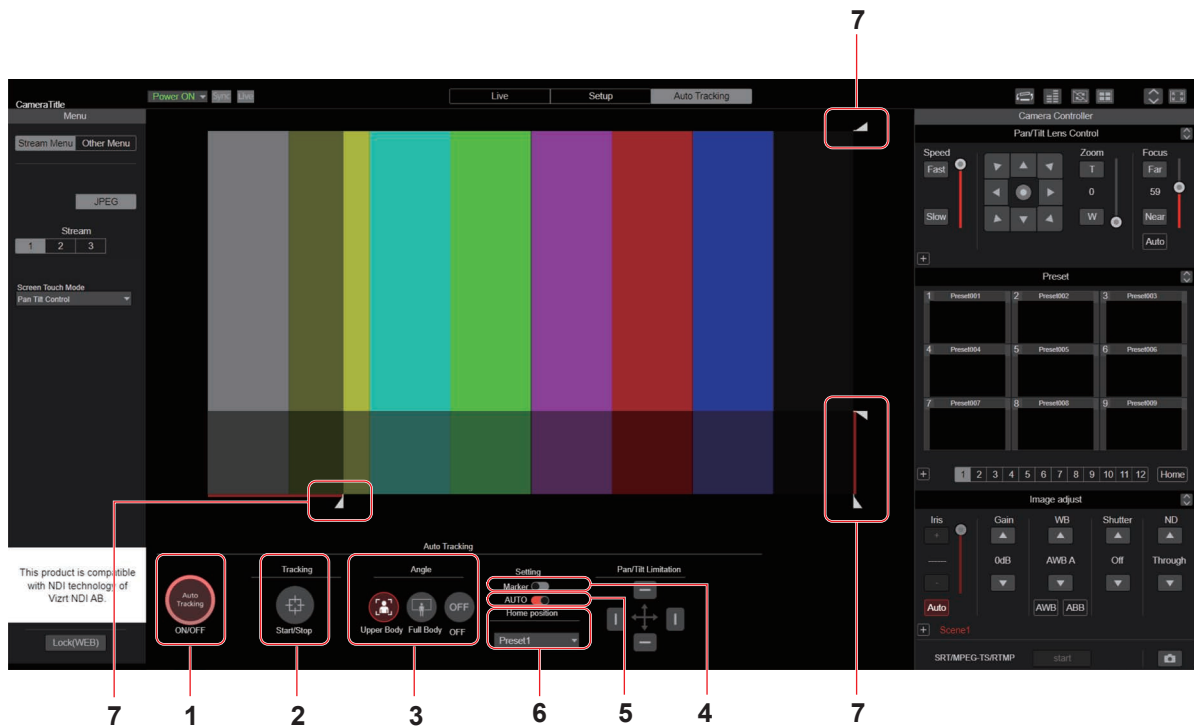 7
CameraTitle
Power ON
Sync
Live
Live
Setup
Auto Tracking
Menu
Stream Menu
Other Menu
JPEG
Stream
1 2 3
Screen Touch Mode
Pan Tilt Control
This product is compatible
with NDI technology of
Vizrt NDI AB.
Lock(WEB)
Auto Tracking
Auto
Tracking
ON/OFF
Tracking
Start/Stop
Angle
OFF
Upper Body
Full Body
OFF
Setting
Marker
AUTO
Home position
Preset1
Pan/Tilt Limitation
Camera Controller
Pan/Tilt Lens Control
Speed
Zoom
Focus
Fast
T
Far
0
59
Slow
W
Near
Auto
+
Preset
1 Preset001
2 Preset002
3 Preset003
4 Preset004
5 Preset005
6 Preset006
7 Preset007
8 Preset008
9 Preset009
+
1 2 3 4 5 6 7 8 9 10 11 12
Home
Image adjust
Iris
Gain
WB
Shutter
ND
+
0dB
AWB A
Off
Through
-
Auto
AWB
ABB
+
Scene1
SRT/MPEG-TS/RTMP
start
7
1
2
3
6
5
4
7